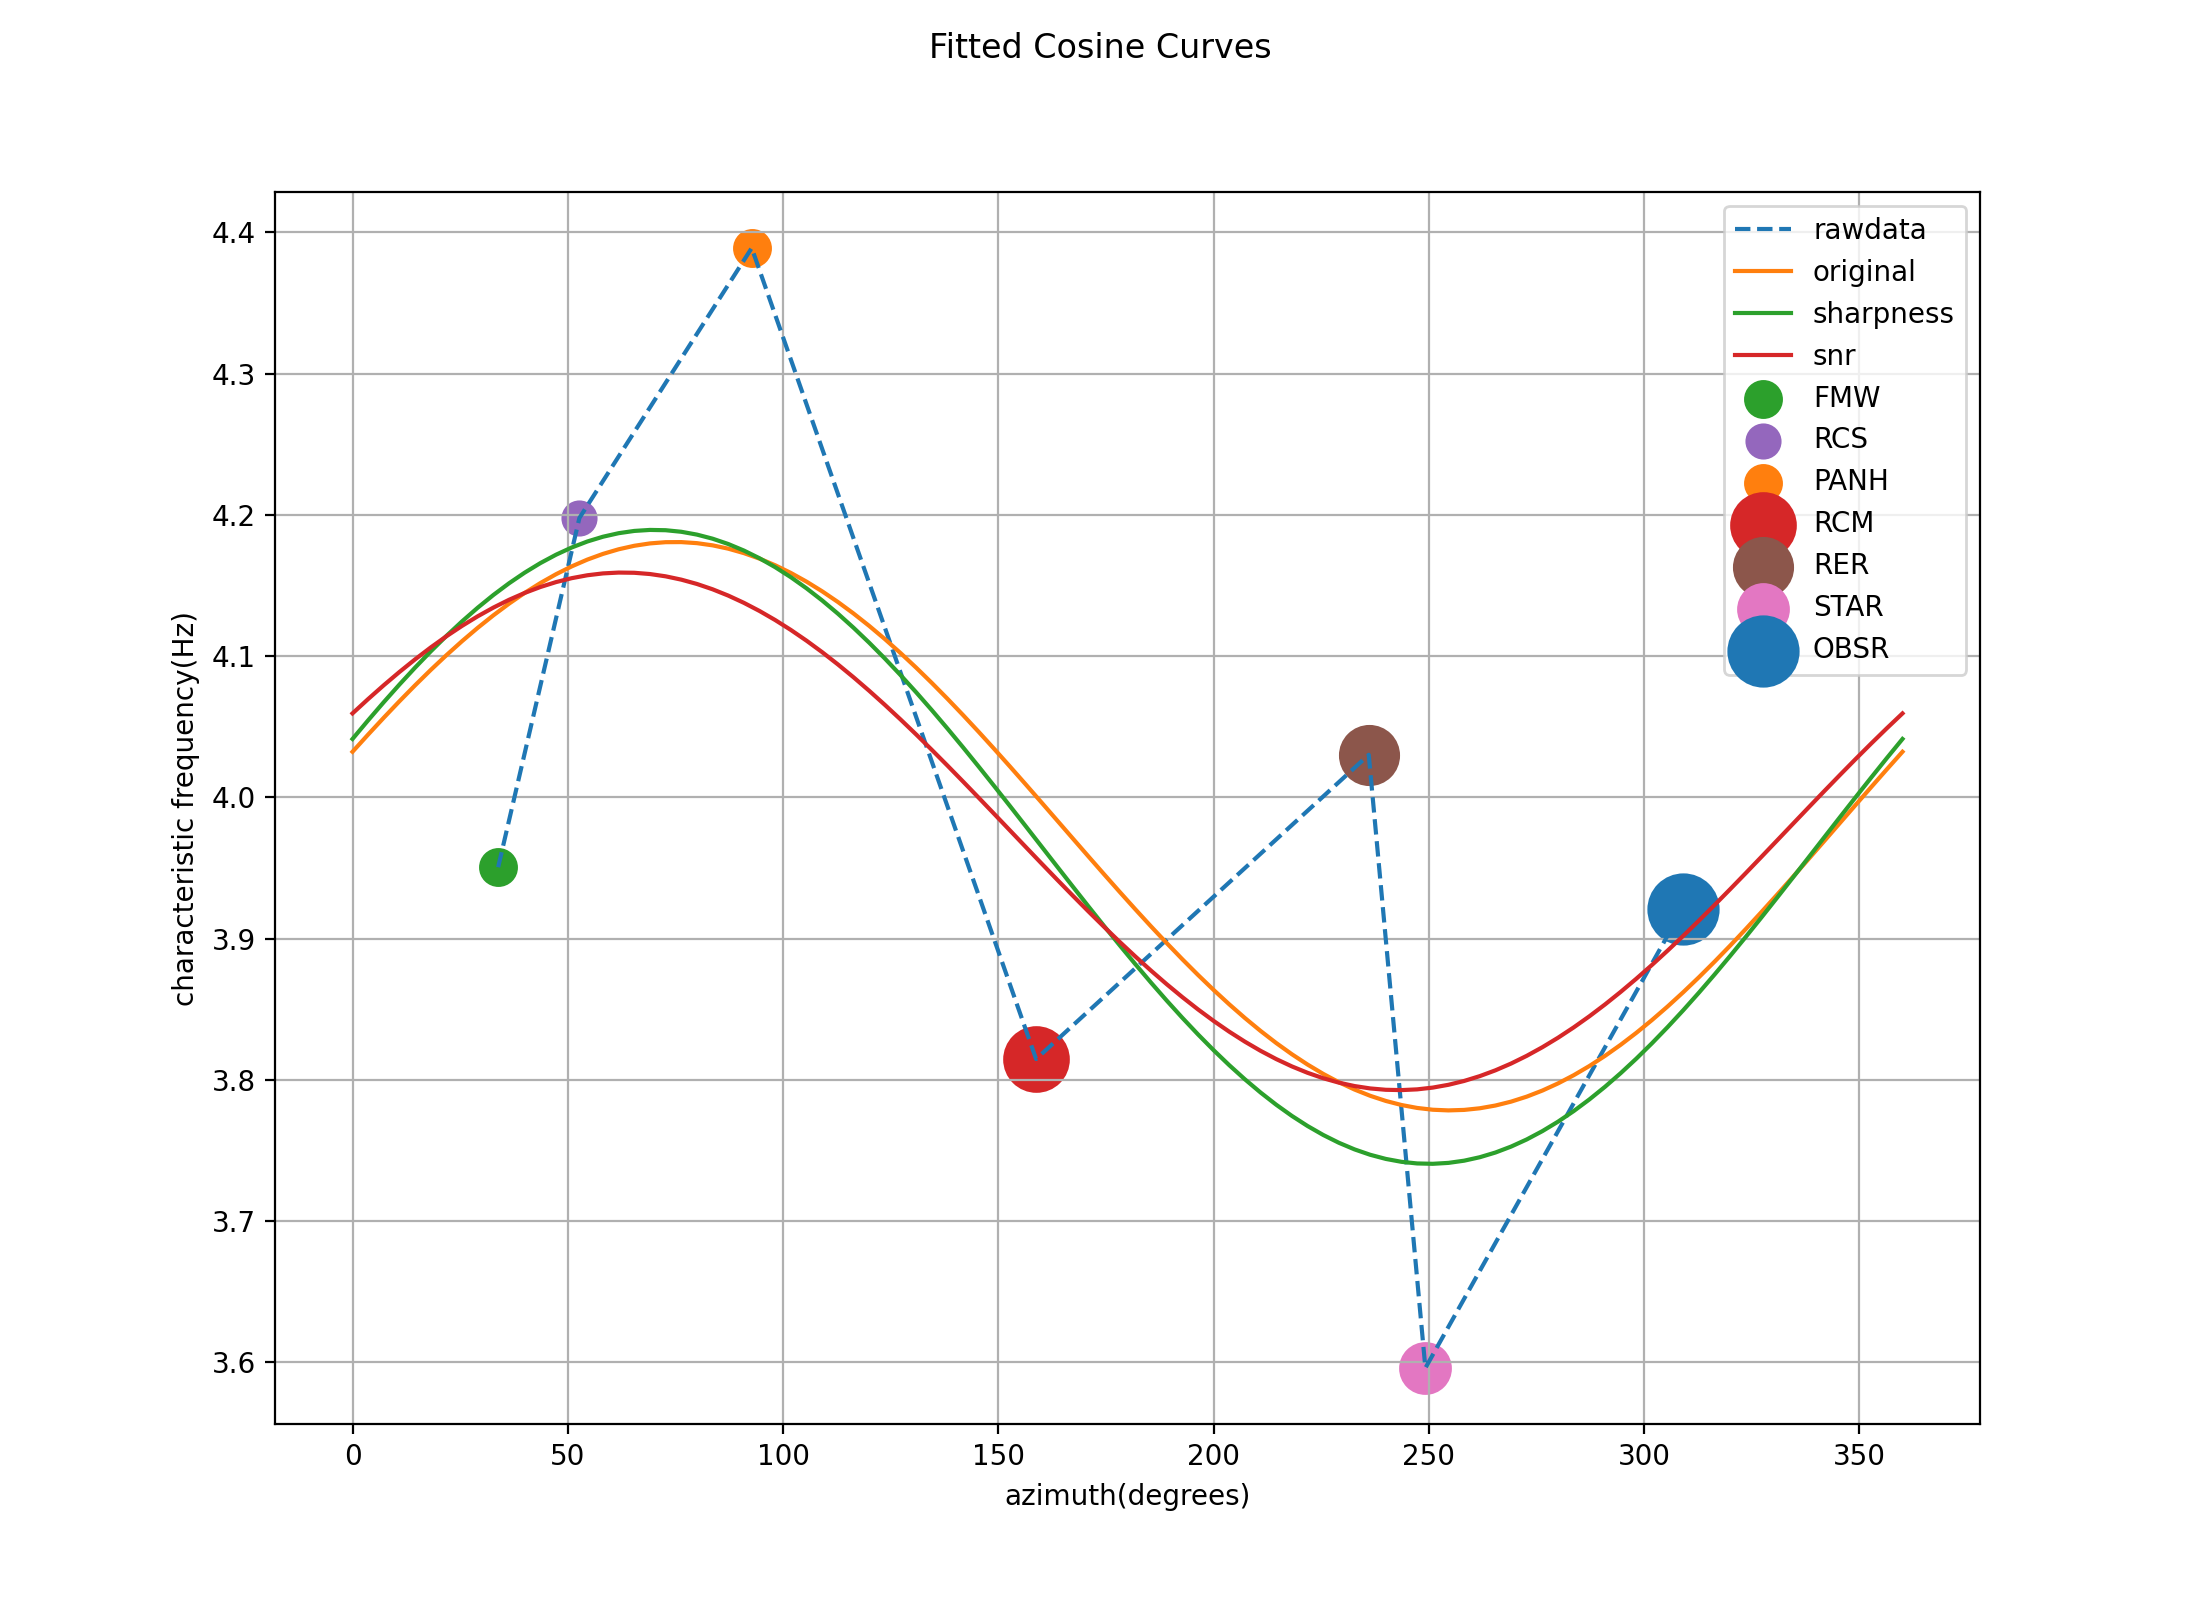 Fitted Cosine Curves
4.4
4.3
4.2
4.1
4.0
3.9
3.8
3.7
3.6
characteristic frequency(Hz)
0 50 100 150 200 250 300 350
azimuth(degrees)
rawdata
original
sharpness
snr
FMW
RCS
PANH
RCM
RER
STAR
OBSR